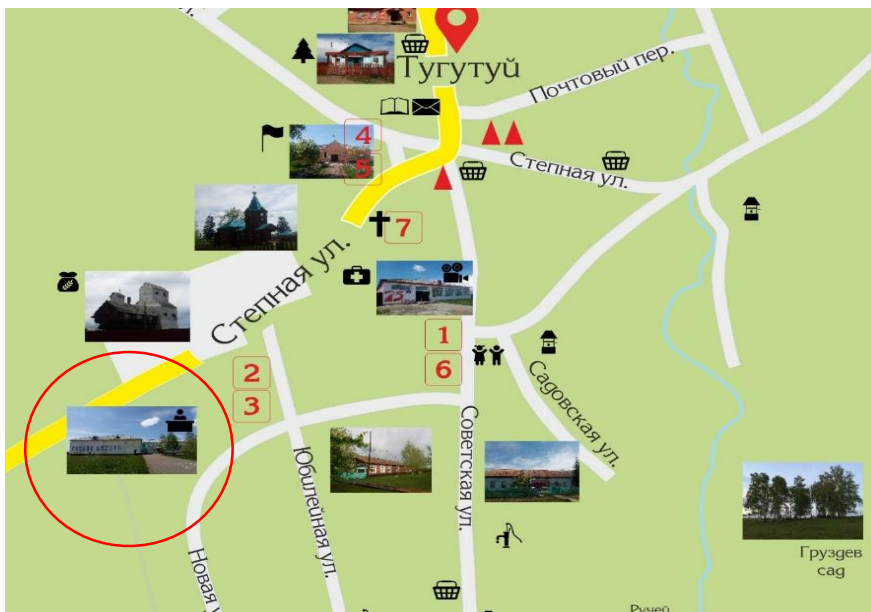 ул.
Тугутуй
Почтовый пер.
4
5
Степная ул.
7
Степная ул.
1
6
2
3
Садовская ул.
Советская ул.
Юбилейная ул.
Новая у
Груздев
сад
Ручей